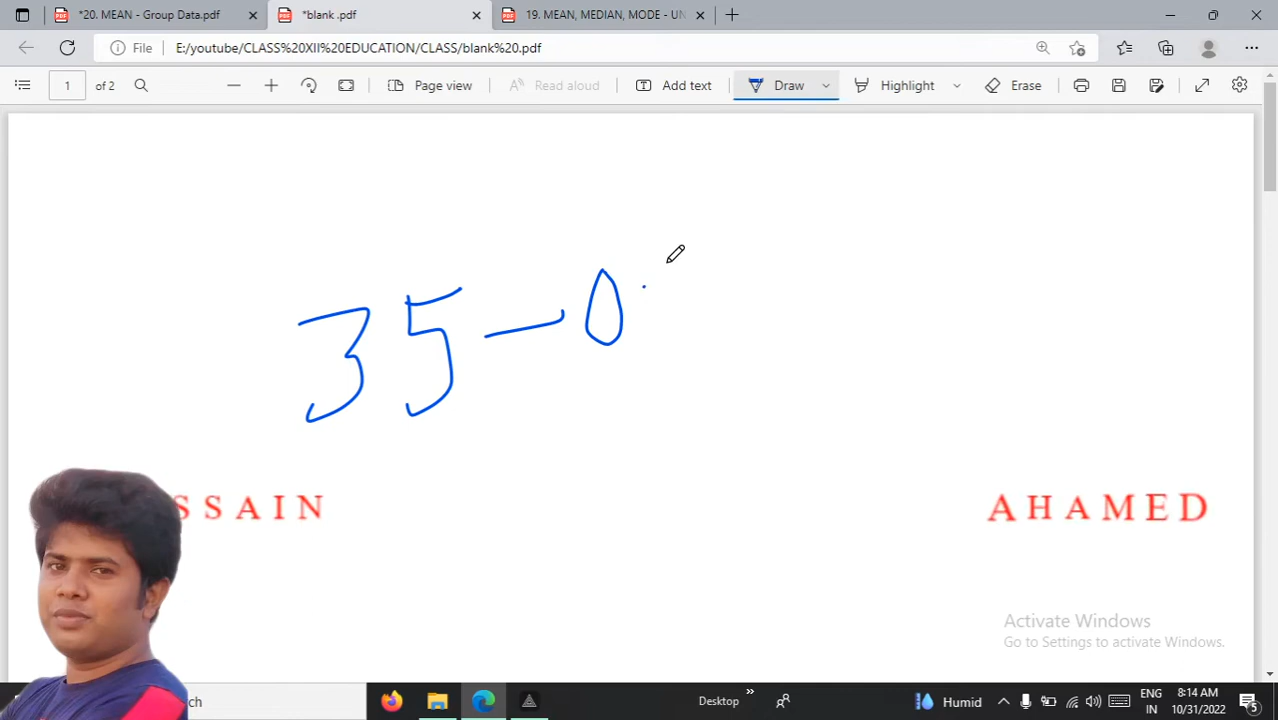 *20. MEAN - Group Data.pdf
*blank .pdf
19. MEAN, MEDIAN, MODE - UN
File
E:/youtube/CLASS%20XII%20EDUCATION/CLASS/blank%20.pdf
1 of 2
Page view
Read aloud
Add text
Draw
Highlight
Erase
35-0.
SSAIN
AHAMED
Activate Windows
Go to Settings to activate Windows.
rch
Desktop
Humid
ENG
IN
8:14 AM
10/31/2022
5